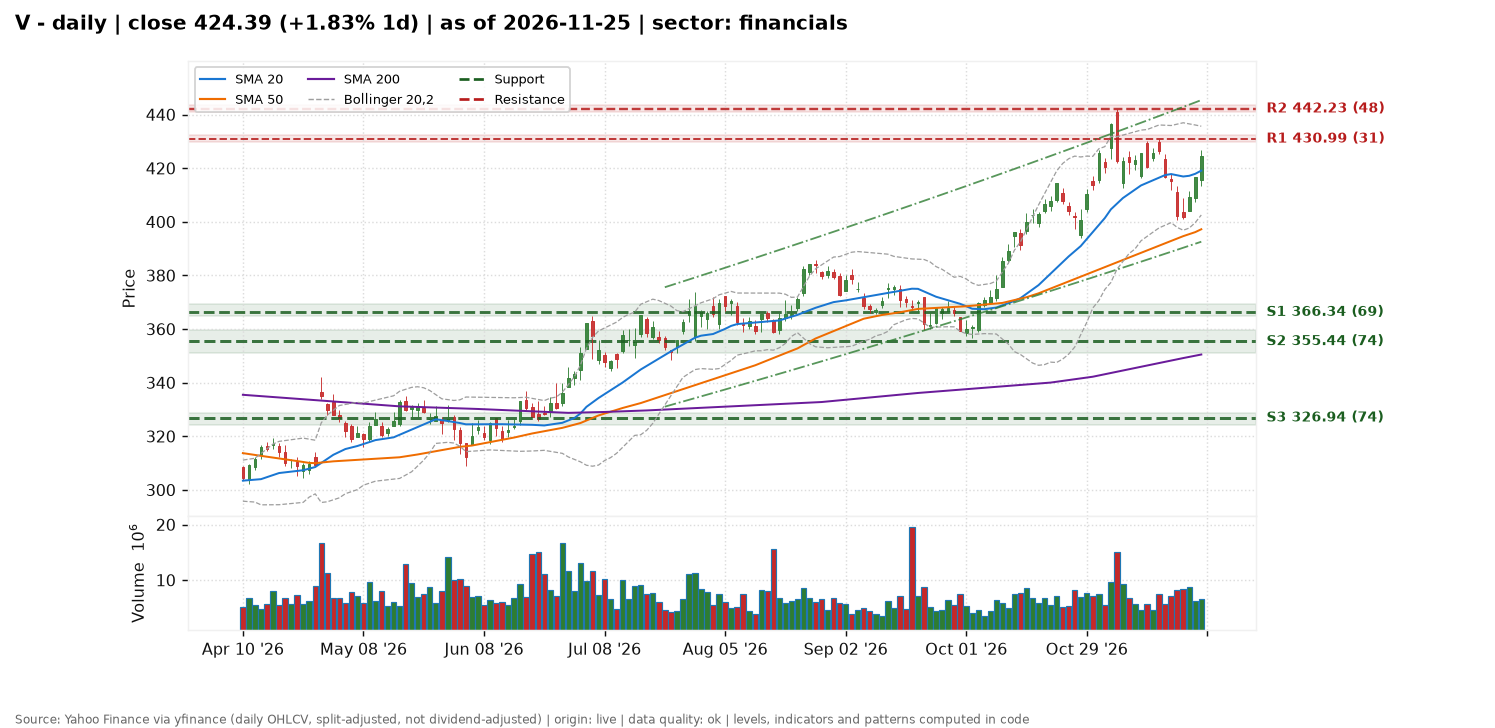 V - daily | close 424.39 (+1.83% 1d) | as of 2026-11-25 | sector: financials
SMA 20
SMA 50
SMA 200
Bollinger 20,2
Support
Resistance
Price
440
420
400
380
360
340
320
300
R2 442.23 (48)
R1 430.99 (31)
S1 366.34 (69)
S2 355.44 (74)
S3 326.94 (74)
Volume 10⁶
20
10
Apr 10 '26
May 08 '26
Jun 08 '26
Jul 08 '26
Aug 05 '26
Sep 02 '26
Oct 01 '26
Oct 29 '26
Source: Yahoo Finance via yfinance (daily OHLCV, split-adjusted, not dividend-adjusted) | origin: live | data quality: ok | levels, indicators and patterns computed in code